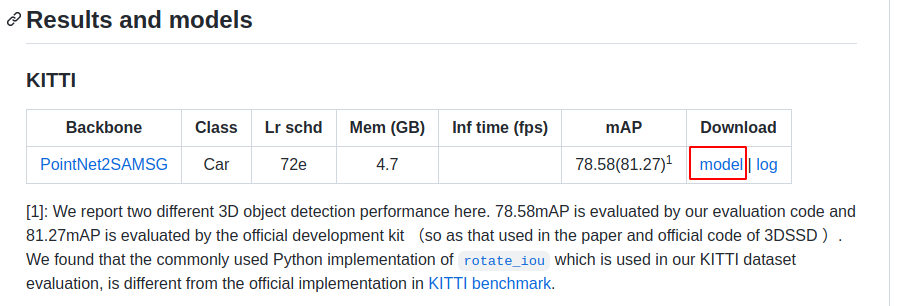 Results and models
KITTI
Backbone Class Lr schd Mem (GB) Inf time (fps) mAP Download
PointNet2SAMSG Car 72e 4.7 78.58(81.27)1 model | log
[1]: We report two different 3D object detection performance here. 78.58mAP is evaluated by our evaluation code and
81.27mAP is evaluated by the official development kit （so as that used in the paper and official code of 3DSSD ）.
We found that the commonly used Python implementation of rotate_iou which is used in our KITTI dataset
evaluation, is different from the official implementation in KITTI benchmark.